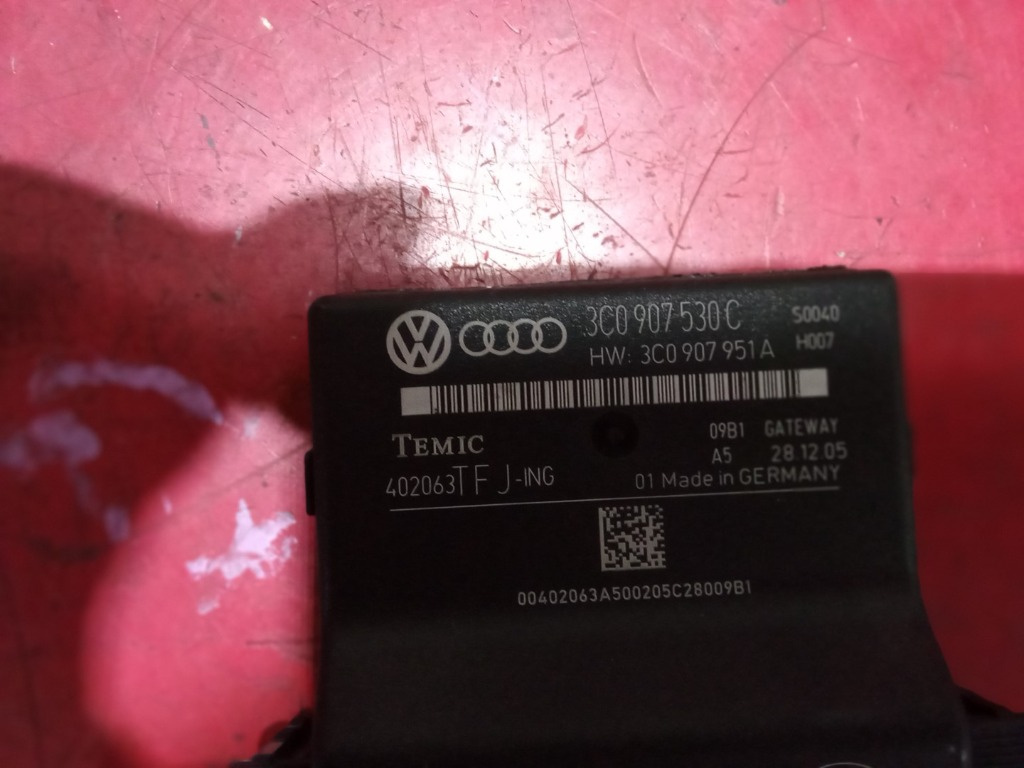 3C0 907 530 C S0040
HW: 3C0 907 951 A H007
TEMIC 09B1 GATEWAY
A5 28.12.05
402063TF J-ING 01 Made in GERMANY
00402063A500205C28009B1